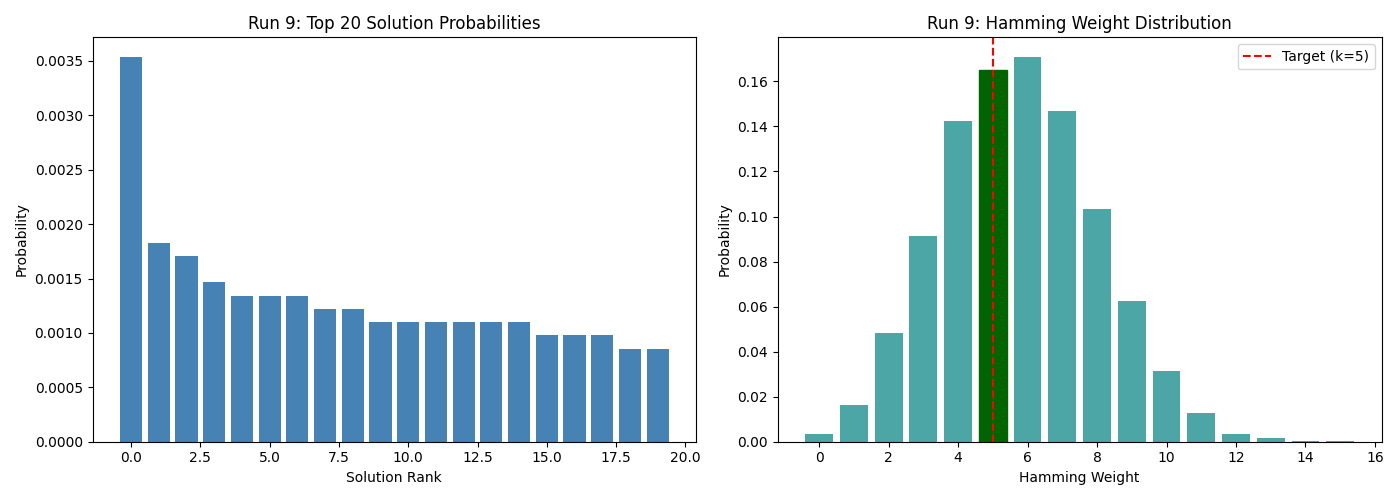 Run 9: Top 20 Solution Probabilities
Probability
0.0035
0.0030
0.0025
0.0020
0.0015
0.0010
0.0005
0.0000
0.0 2.5 5.0 7.5 10.0 12.5 15.0 17.5 20.0
Solution Rank
Run 9: Hamming Weight Distribution
Target (k=5)
Probability
0.16
0.14
0.12
0.10
0.08
0.06
0.04
0.02
0.00
0 2 4 6 8 10 12 14 16
Hamming Weight